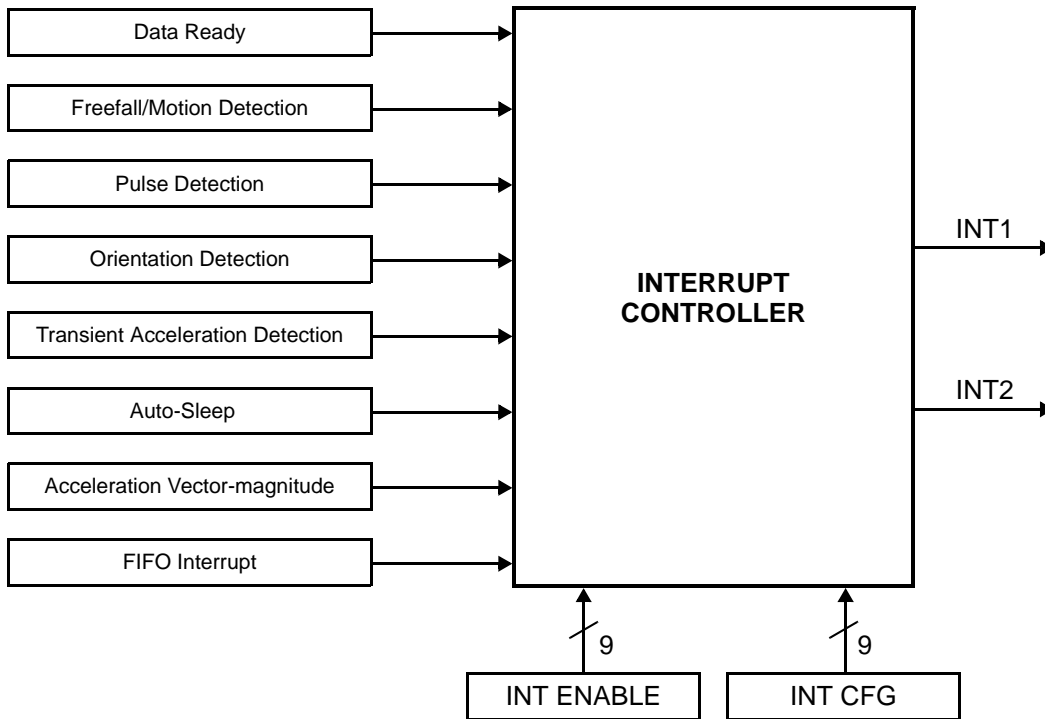 Data Ready
Freefall/Motion Detection
Pulse Detection
Orientation Detection
Transient Acceleration Detection
Auto-Sleep
Acceleration Vector-magnitude
FIFO Interrupt
INTERRUPT
CONTROLLER
INT1
INT2
9
9
INT ENABLE
INT CFG